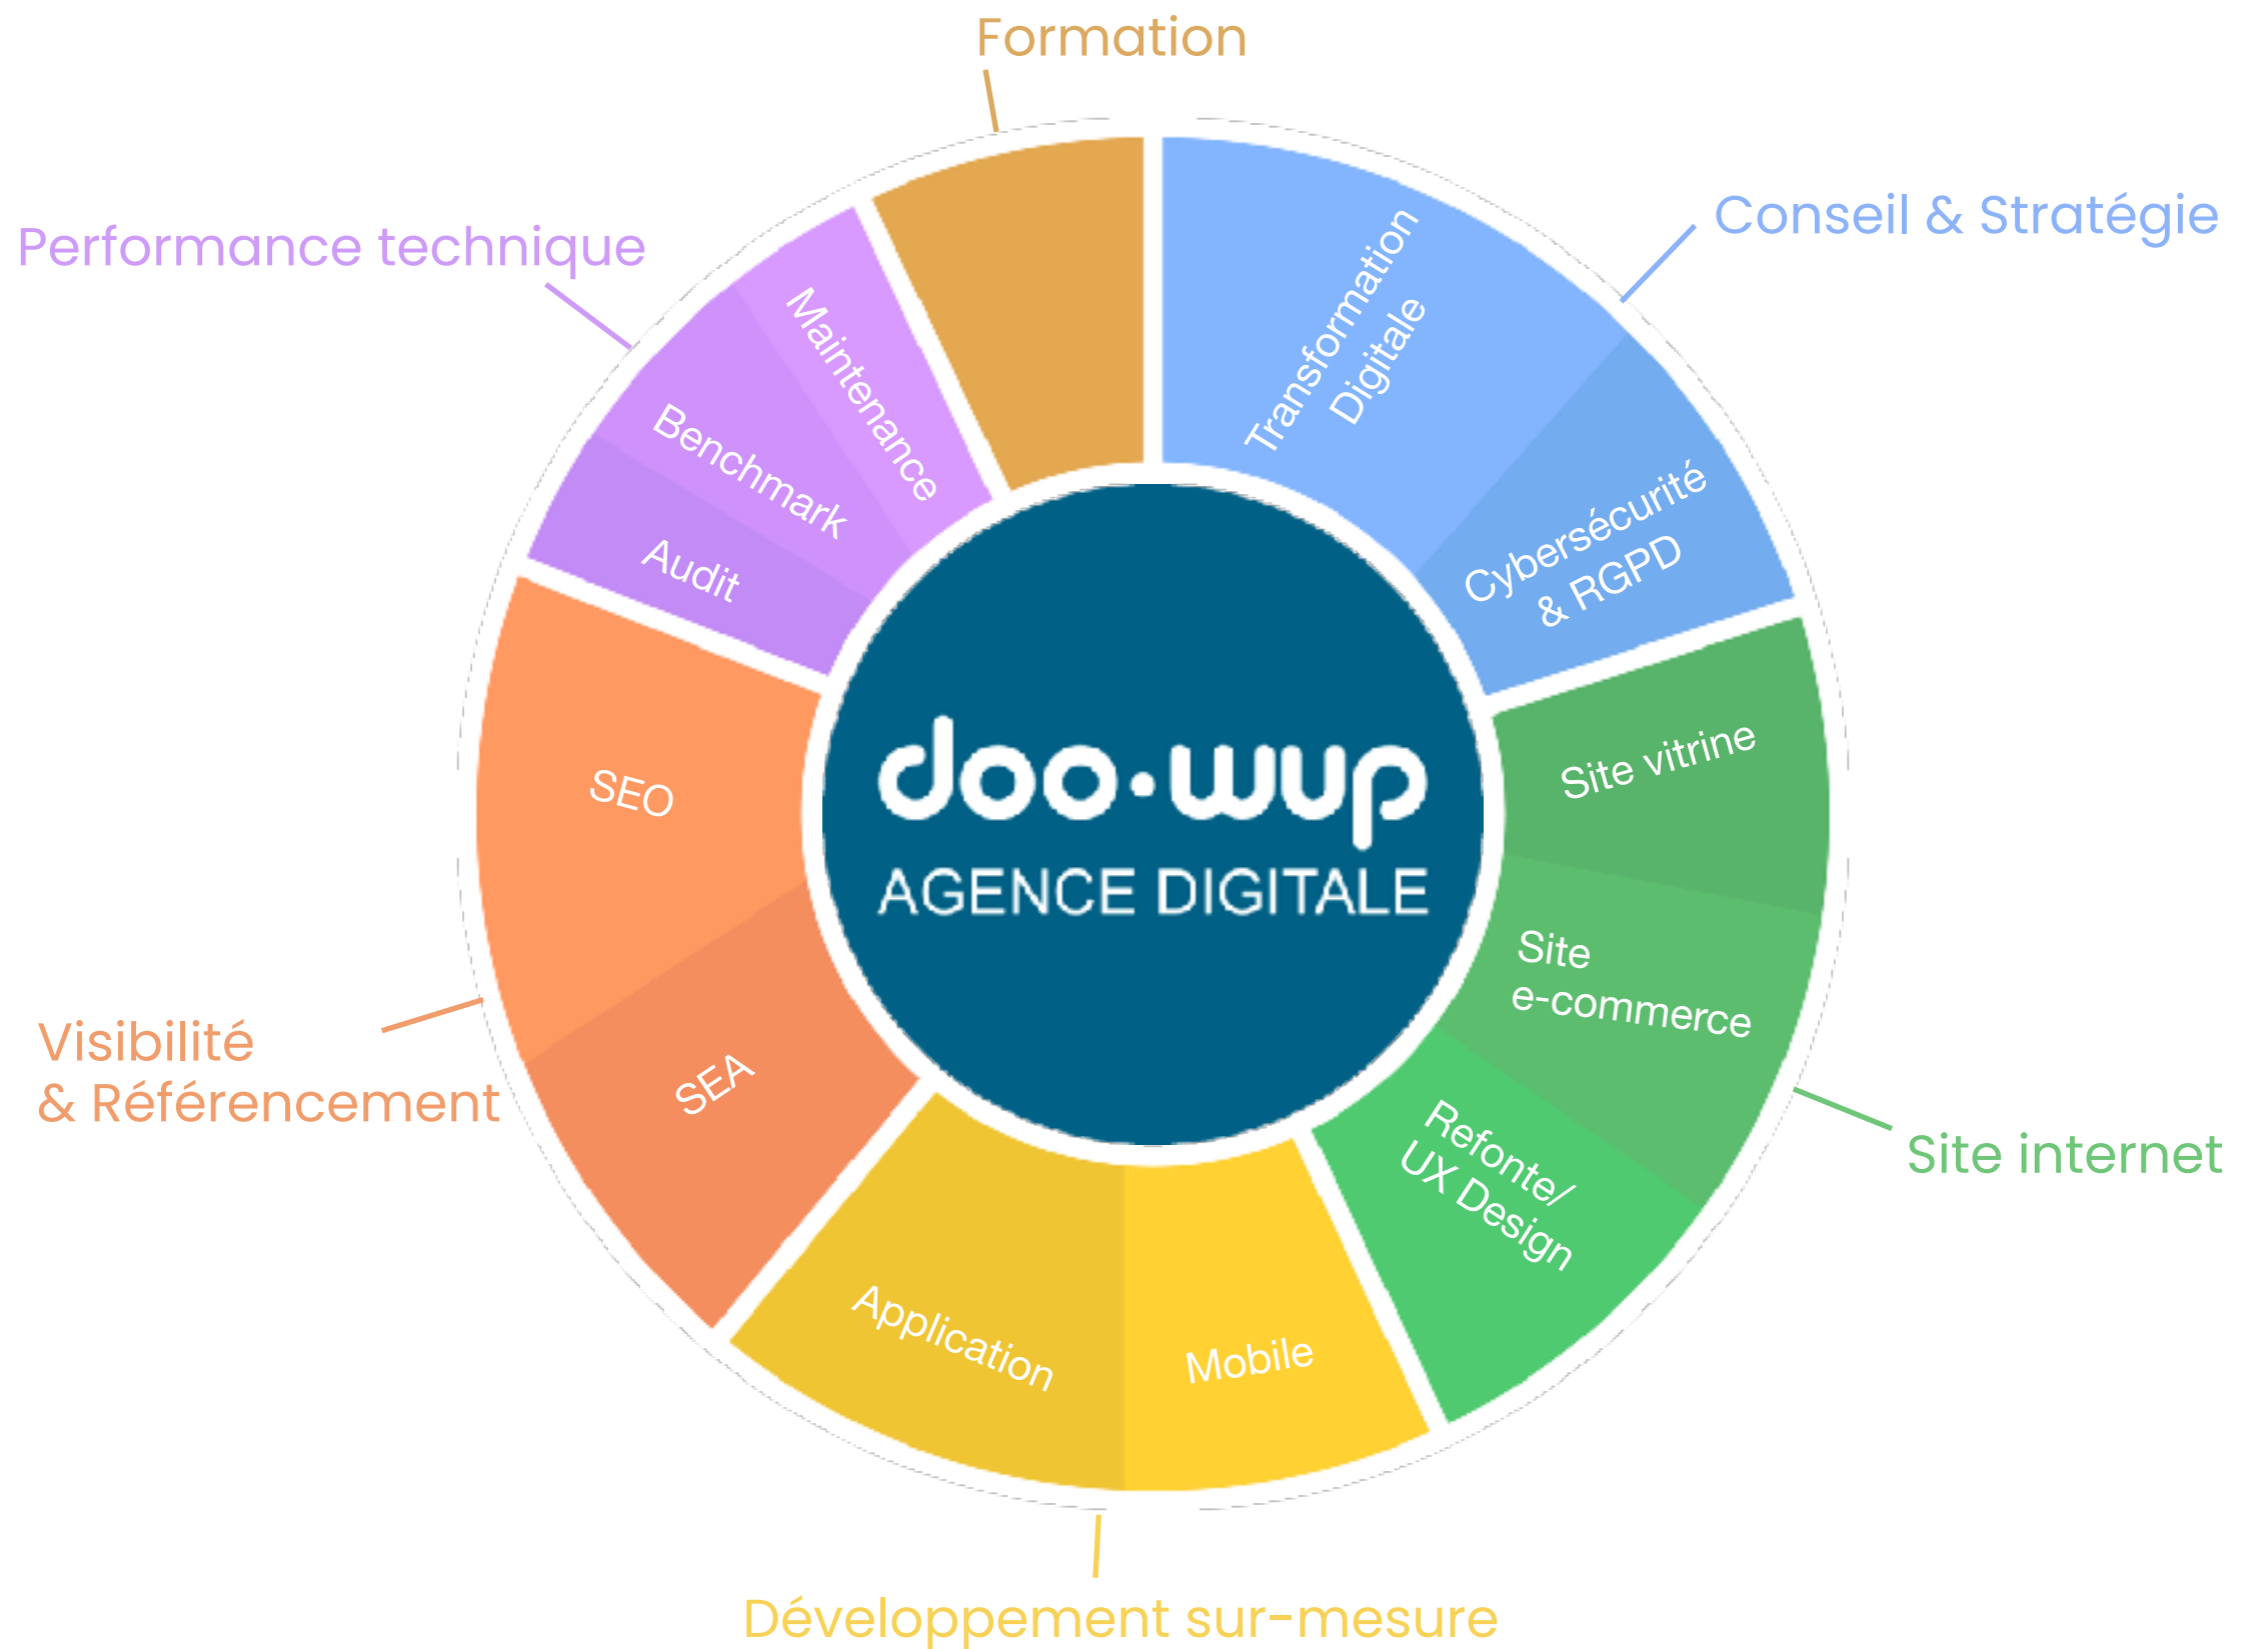 Formation
Conseil & Stratégie
Transformation
Digitale
Cybersécurité
& RGPD
Site internet
Site vitrine
Site
e-commerce
Refonte/
UX Design
Développement sur-mesure
Mobile
Application
Visibilité
& Référencement
SEA
SEO
Performance technique
Audit
Benchmark
Maintenance
doo•wup
AGENCE DIGITALE